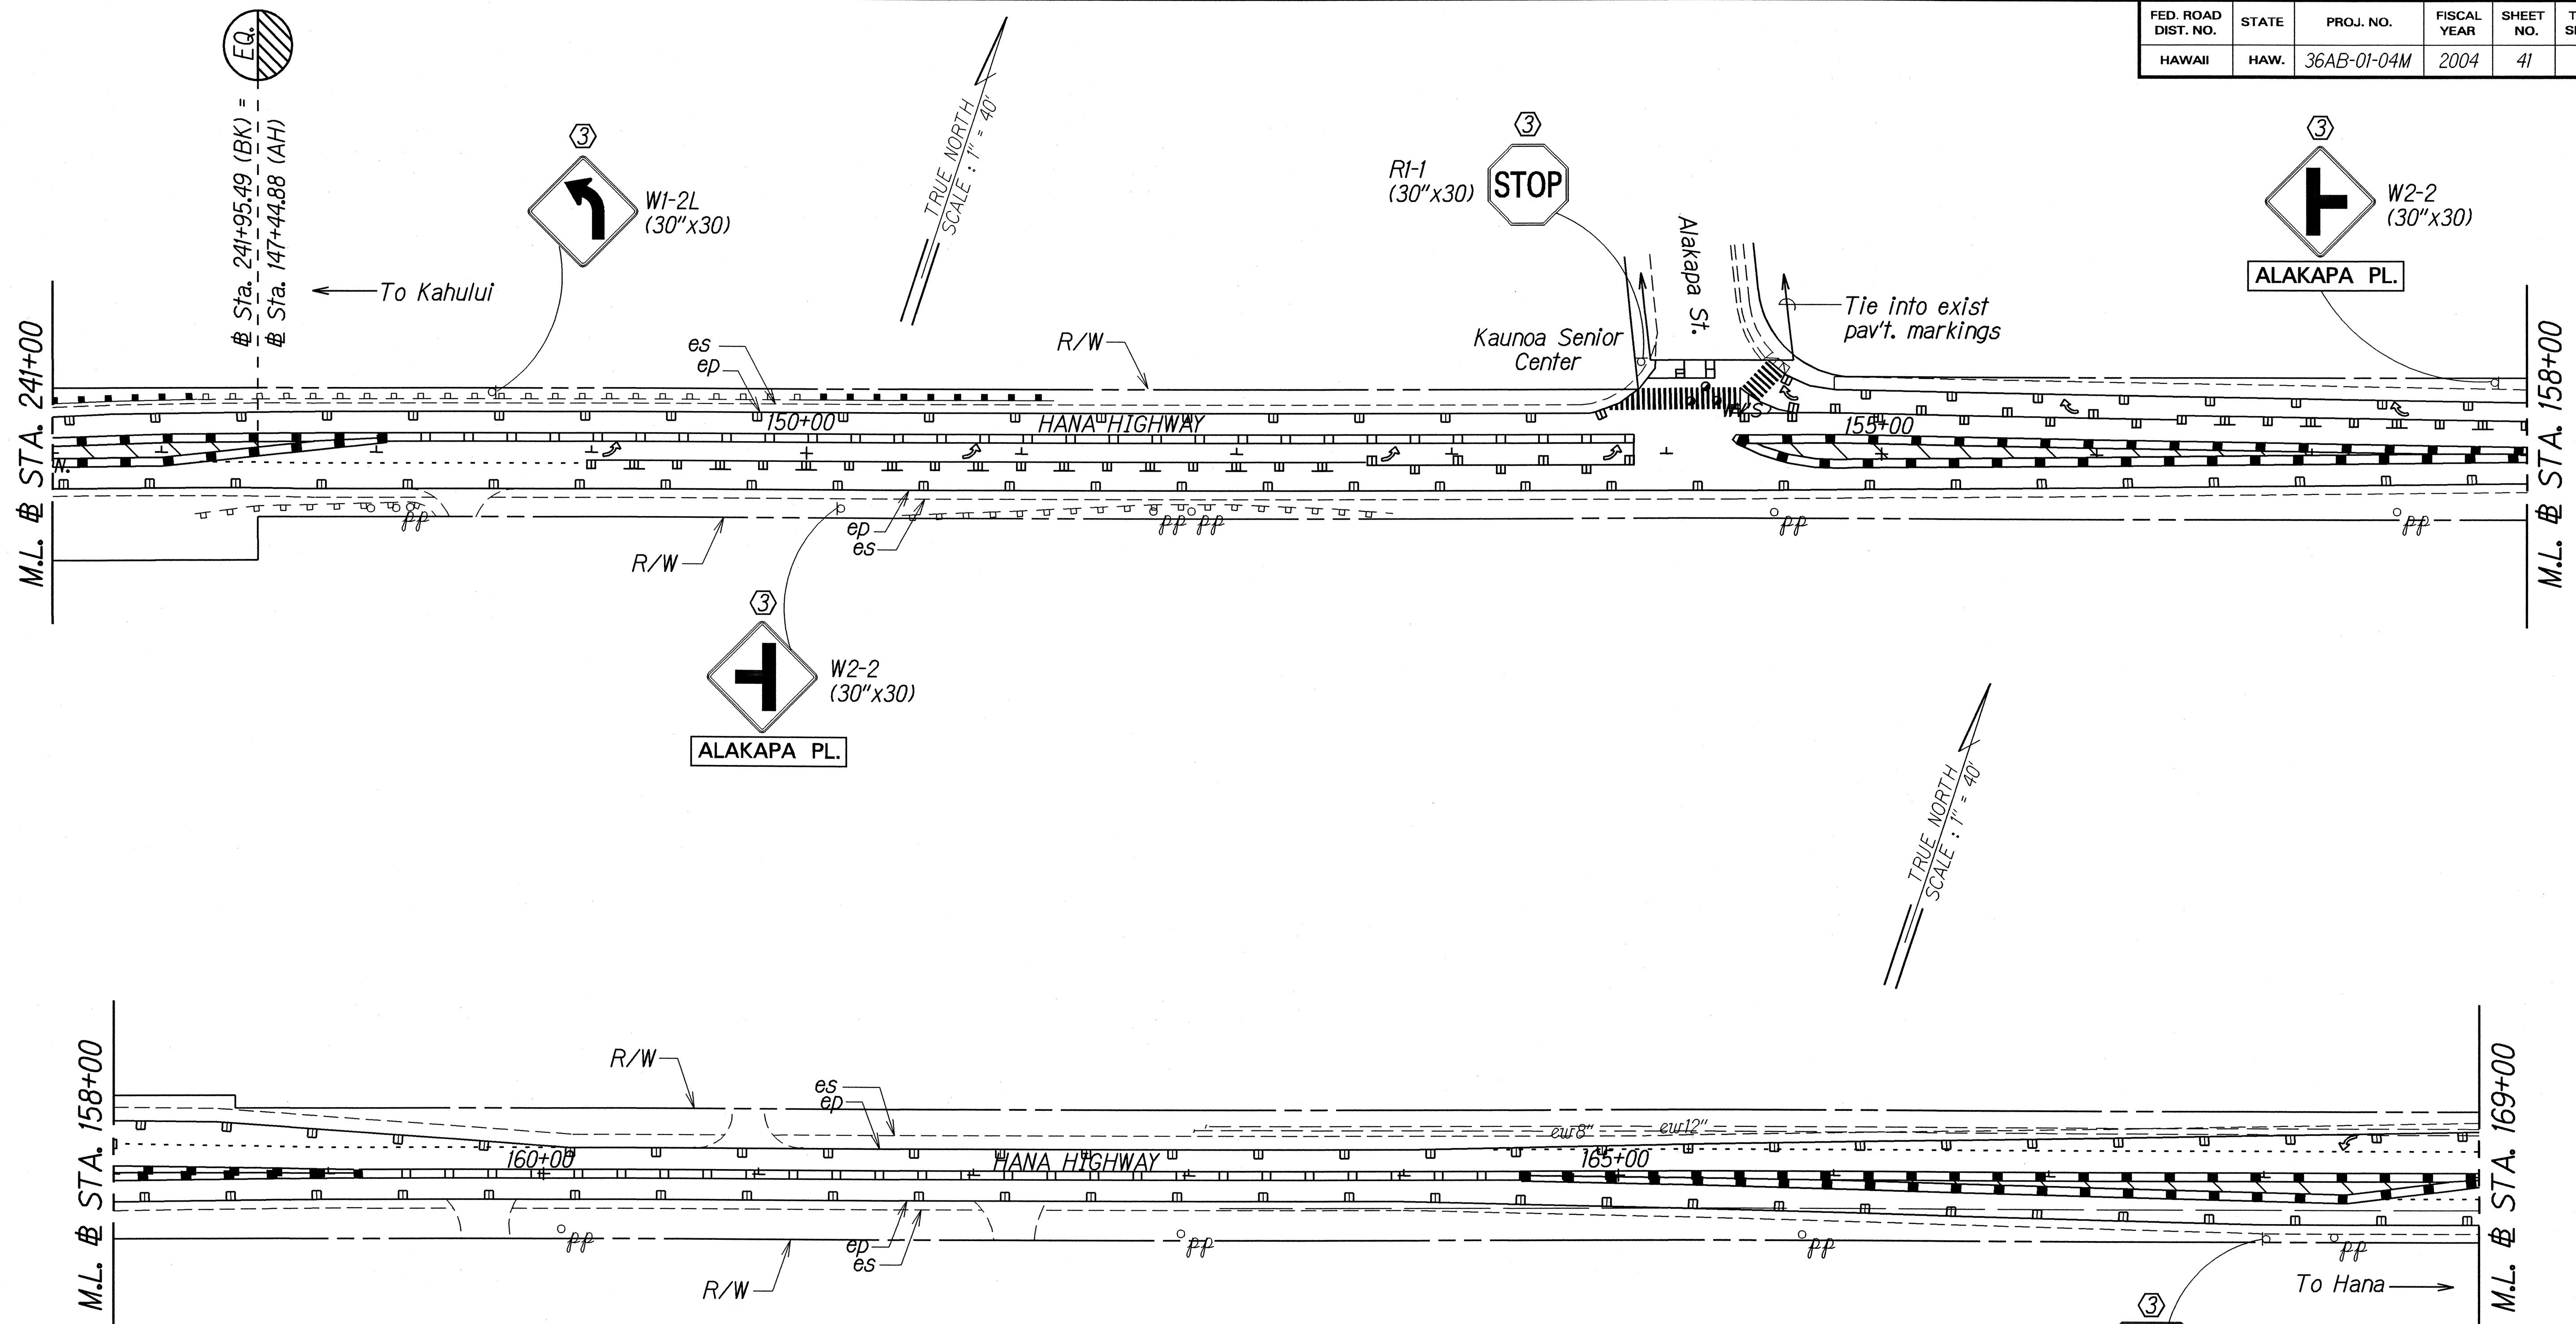 FED. ROAD DIST. NO.
STATE
PROJ. NO.
FISCAL YEAR
SHEET NO.
HAWAII
HAW.
36AB-01-04M
2004
41
EQ.
℄ Sta. 241+95.49 (BK) =
℄ Sta. 147+44.88 (AH)
3
W1-2L
(30"x30)
To Kahului
TRUE NORTH
SCALE : 1" = 40'
3
R1-1
(30"x30)
STOP
Alakapa St.
3
W2-2
(30"x30)
ALAKAPA PL.
Tie into exist
pav't. markings
Kaunoa Senior
Center
M.L. ℄ STA. 241+00
es
ep
R/W
150+00
HANA HIGHWAY
155+00
M.L. ℄ STA. 158+00
pp
pp
pp
pp
pp
ep
es
R/W
3
W2-2
(30"x30)
ALAKAPA PL.
TRUE NORTH
SCALE : 1" = 40'
M.L. ℄ STA. 158+00
R/W
es
ep
160+00
HANA HIGHWAY
165+00
M.L. ℄ STA. 169+00
pp
pp
pp
pp
ep
es
R/W
To Hana
3